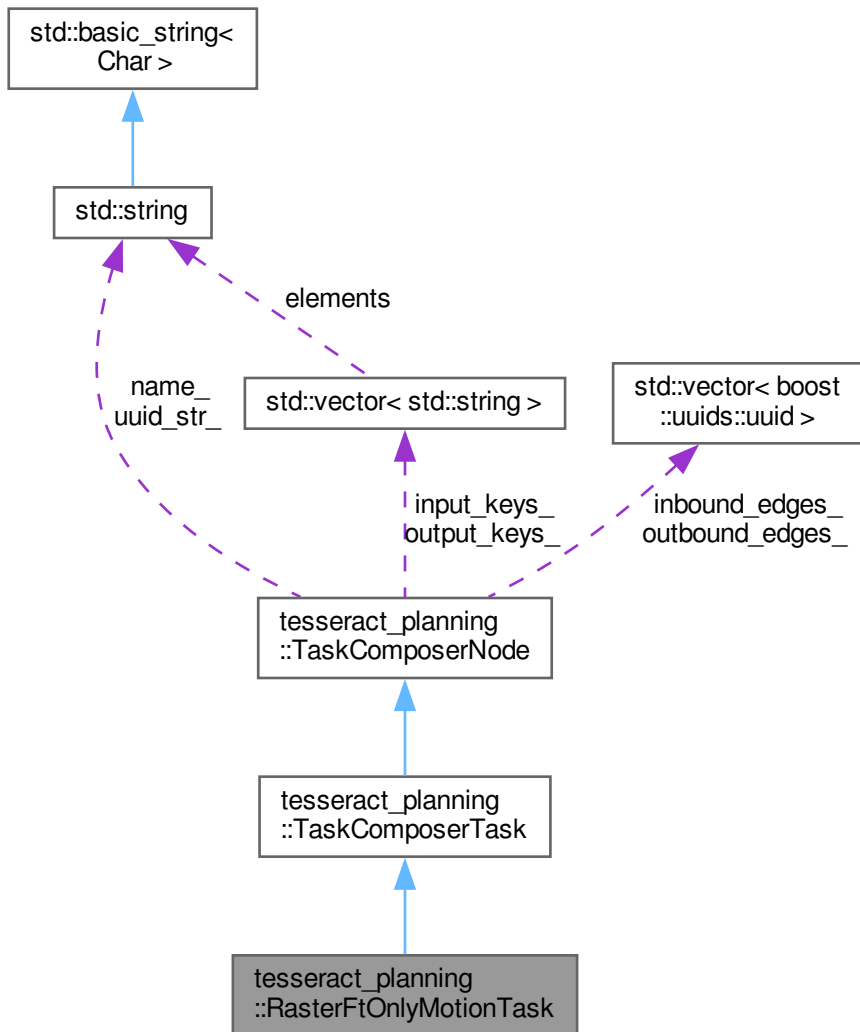 std::basic_string<
Char >
std::string
elements
name_
uuid_str_
std::vector< std::string >
std::vector< boost
::uuids::uuid >
input_keys_
output_keys_
inbound_edges_
outbound_edges_
tesseract_planning
::TaskComposerNode
tesseract_planning
::TaskComposerTask
tesseract_planning
::RasterFtOnlyMotionTask